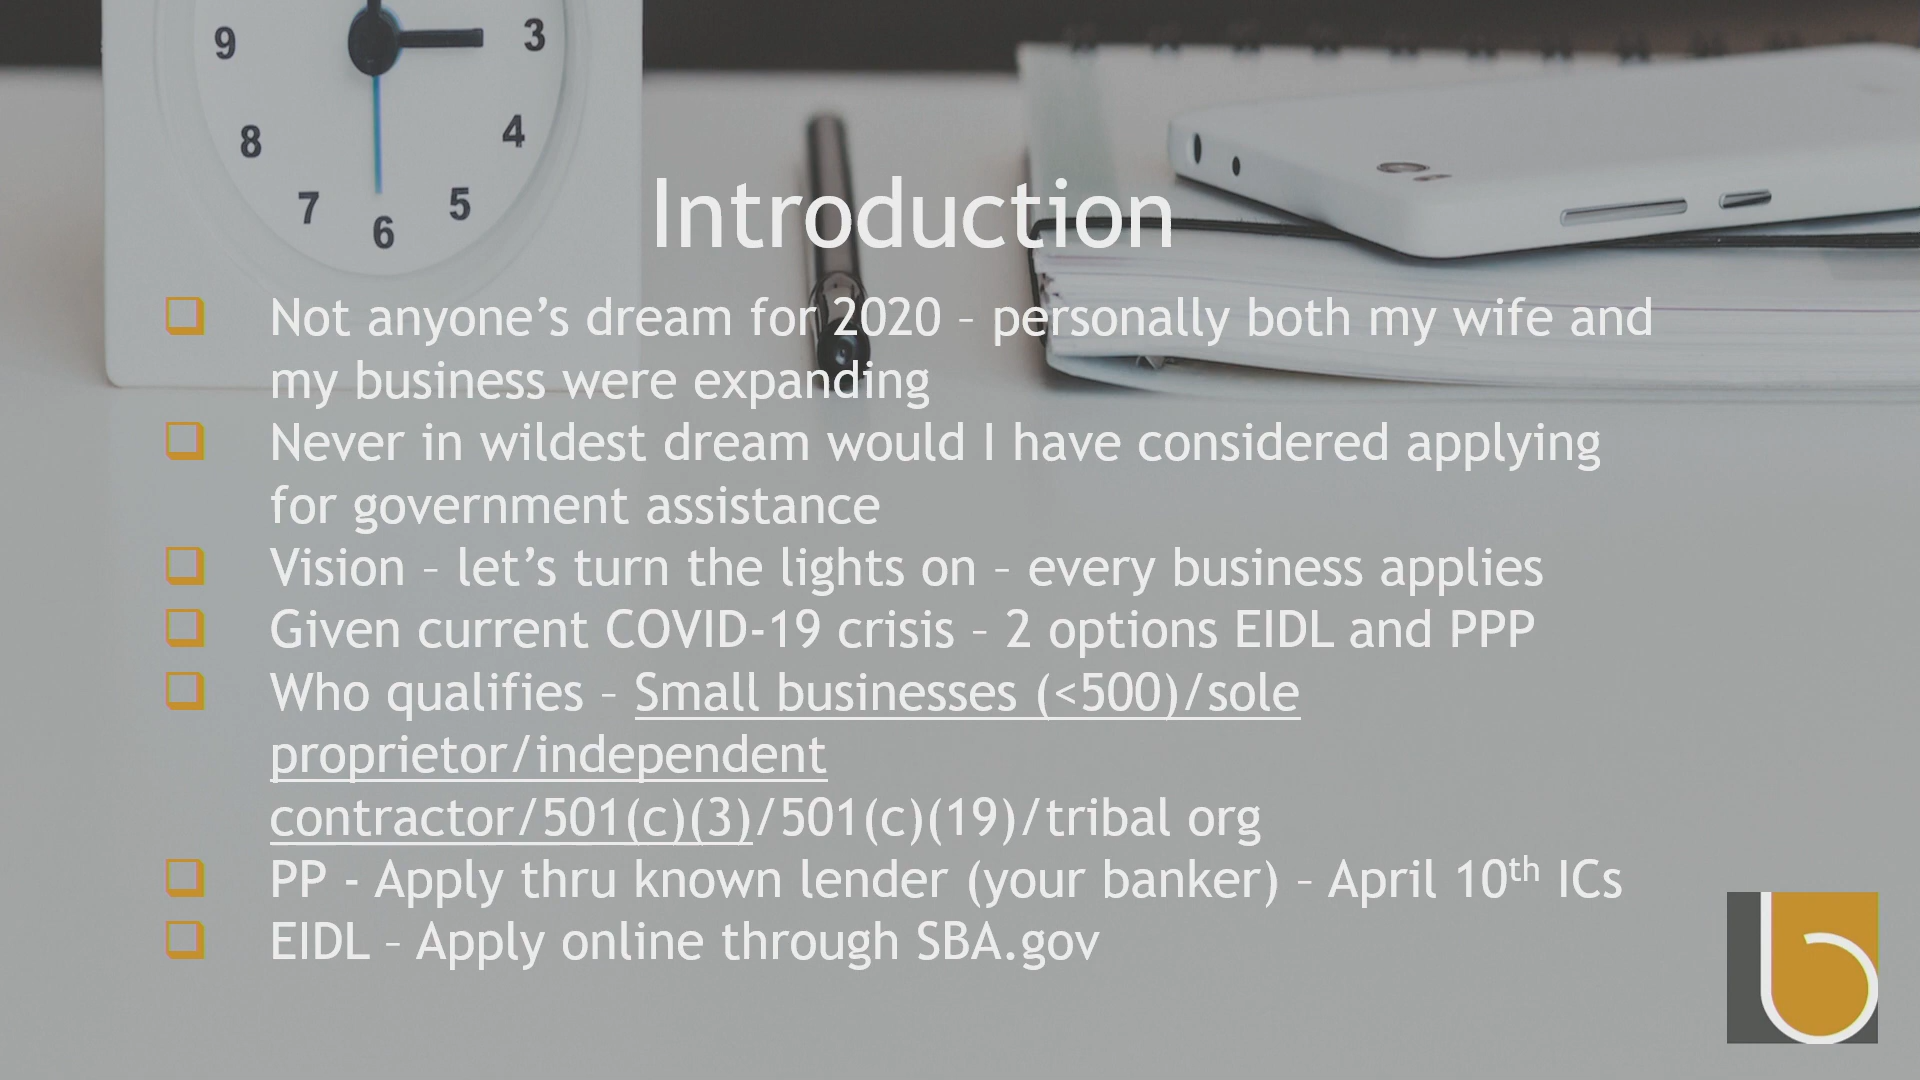 9
3
8
4
7
5
6
Introduction
❑ Not anyone’s dream for 2020 – personally both my wife and
my business were expanding
❑ Never in wildest dream would I have considered applying
for government assistance
❑ Vision – let’s turn the lights on – every business applies
❑ Given current COVID-19 crisis – 2 options EIDL and PPP
❑ Who qualifies – Small businesses (<500)/sole
proprietor/independent
contractor/501(c)(3)/501(c)(19)/tribal org
❑ PP - Apply thru known lender (your banker) – April 10th ICs
❑ EIDL – Apply online through SBA.gov
b